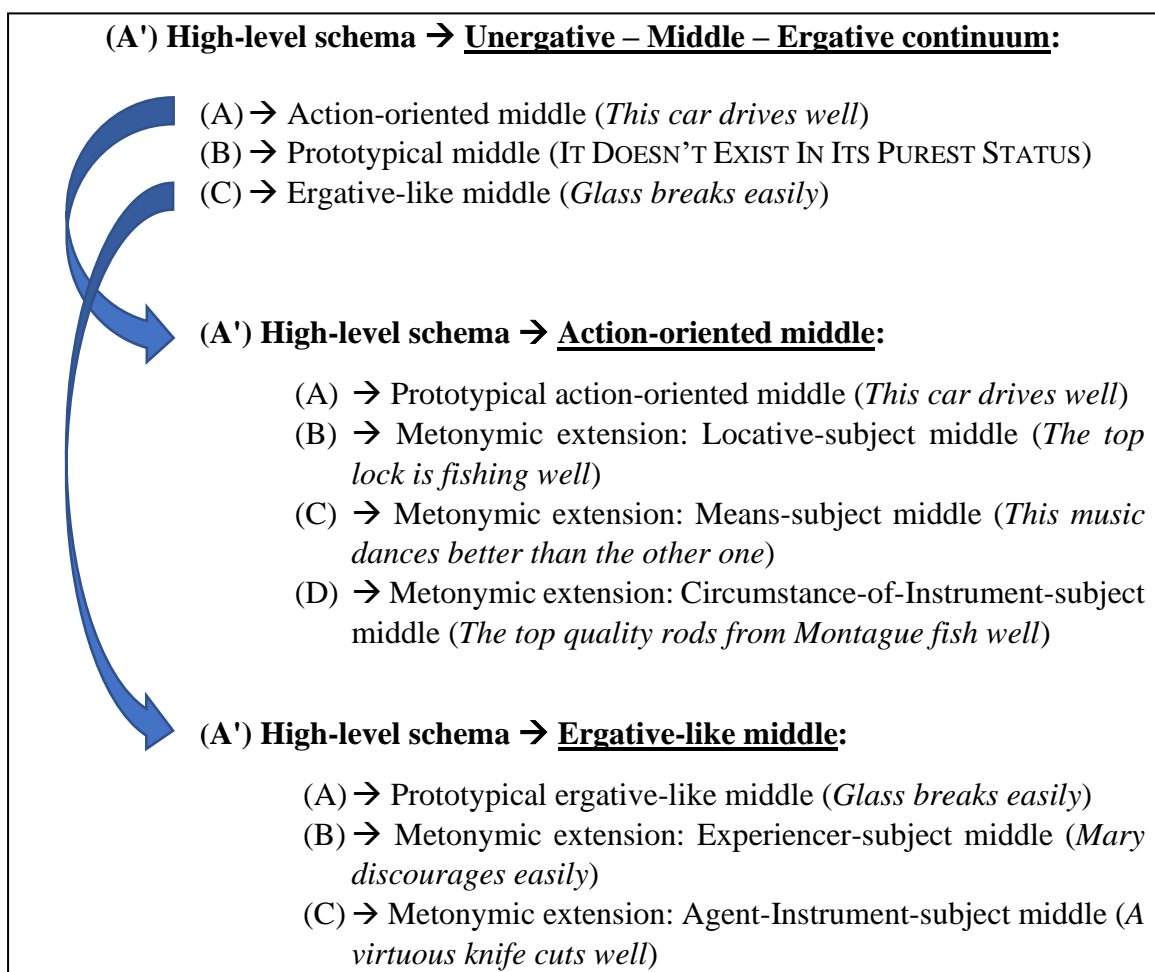 (A') High-level schema → Unergative – Middle – Ergative continuum:
(A) → Action-oriented middle (This car drives well)
(B) → Prototypical middle (IT DOESN'T EXIST IN ITS PUREST STATUS)
(C) → Ergative-like middle (Glass breaks easily)
(A') High-level schema → Action-oriented middle:
(A) → Prototypical action-oriented middle (This car drives well)
(B) → Metonymic extension: Locative-subject middle (The top
lock is fishing well)
(C) → Metonymic extension: Means-subject middle (This music
dances better than the other one)
(D) → Metonymic extension: Circumstance-of-Instrument-subject
middle (The top quality rods from Montague fish well)
(A') High-level schema → Ergative-like middle:
(A) → Prototypical ergative-like middle (Glass breaks easily)
(B) → Metonymic extension: Experiencer-subject middle (Mary
discourages easily)
(C) → Metonymic extension: Agent-Instrument-subject middle (A
virtuous knife cuts well)